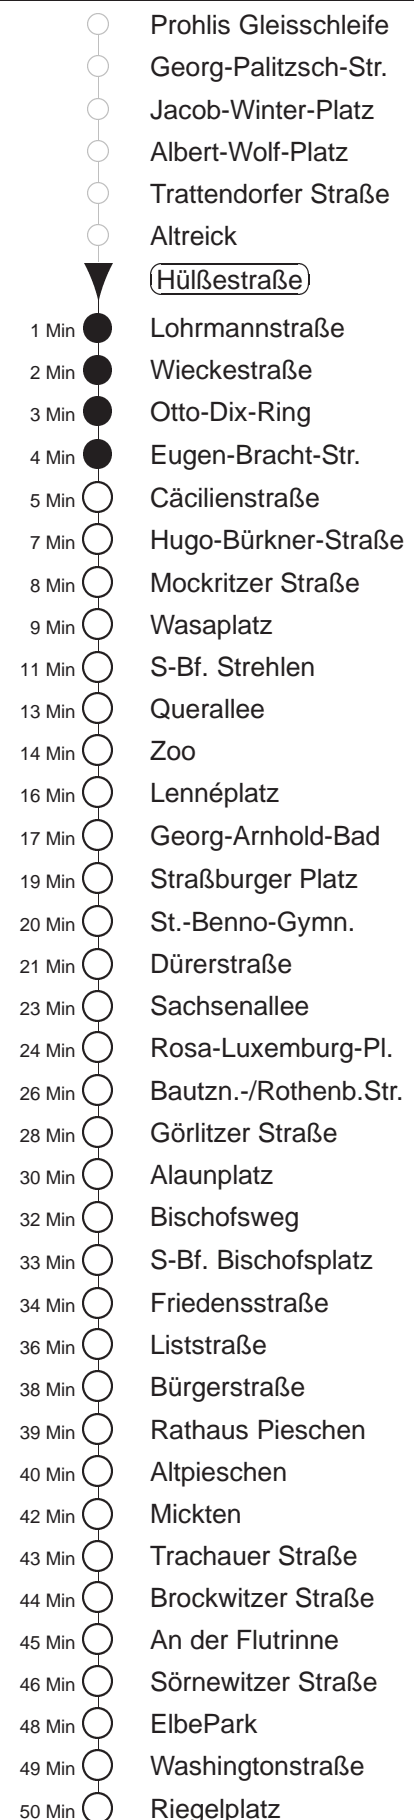 Prohlis Gleisschleife
Georg-Palitzsch-Str.
Jacob-Winter-Platz
Albert-Wolf-Platz
Trattendorfer Straße
Altreick
Hülßestraße
1 Min Lohrmannstraße
2 Min Wieckestraße
3 Min Otto-Dix-Ring
4 Min Eugen-Bracht-Str.
5 Min Cäcilienstraße
7 Min Hugo-Bürkner-Straße
8 Min Mockritzer Straße
9 Min Wasaplatz
11 Min S-Bf. Strehlen
13 Min Querallee
14 Min Zoo
16 Min Lennéplatz
17 Min Georg-Arnhold-Bad
19 Min Straßburger Platz
20 Min St.-Benno-Gymn.
21 Min Dürerstraße
23 Min Sachsenallee
24 Min Rosa-Luxemburg-Pl.
26 Min Bautzn.-/Rothenb.Str.
28 Min Görlitzer Straße
30 Min Alaunplatz
32 Min Bischofsweg
33 Min S-Bf. Bischofsplatz
34 Min Friedensstraße
36 Min Liststraße
38 Min Bürgerstraße
39 Min Rathaus Pieschen
40 Min Altpieschen
42 Min Mickten
43 Min Trachauer Straße
44 Min Brockwitzer Straße
45 Min An der Flutrinne
46 Min Sörnewitzer Straße
48 Min ElbePark
49 Min Washingtonstraße
50 Min Riegelplatz